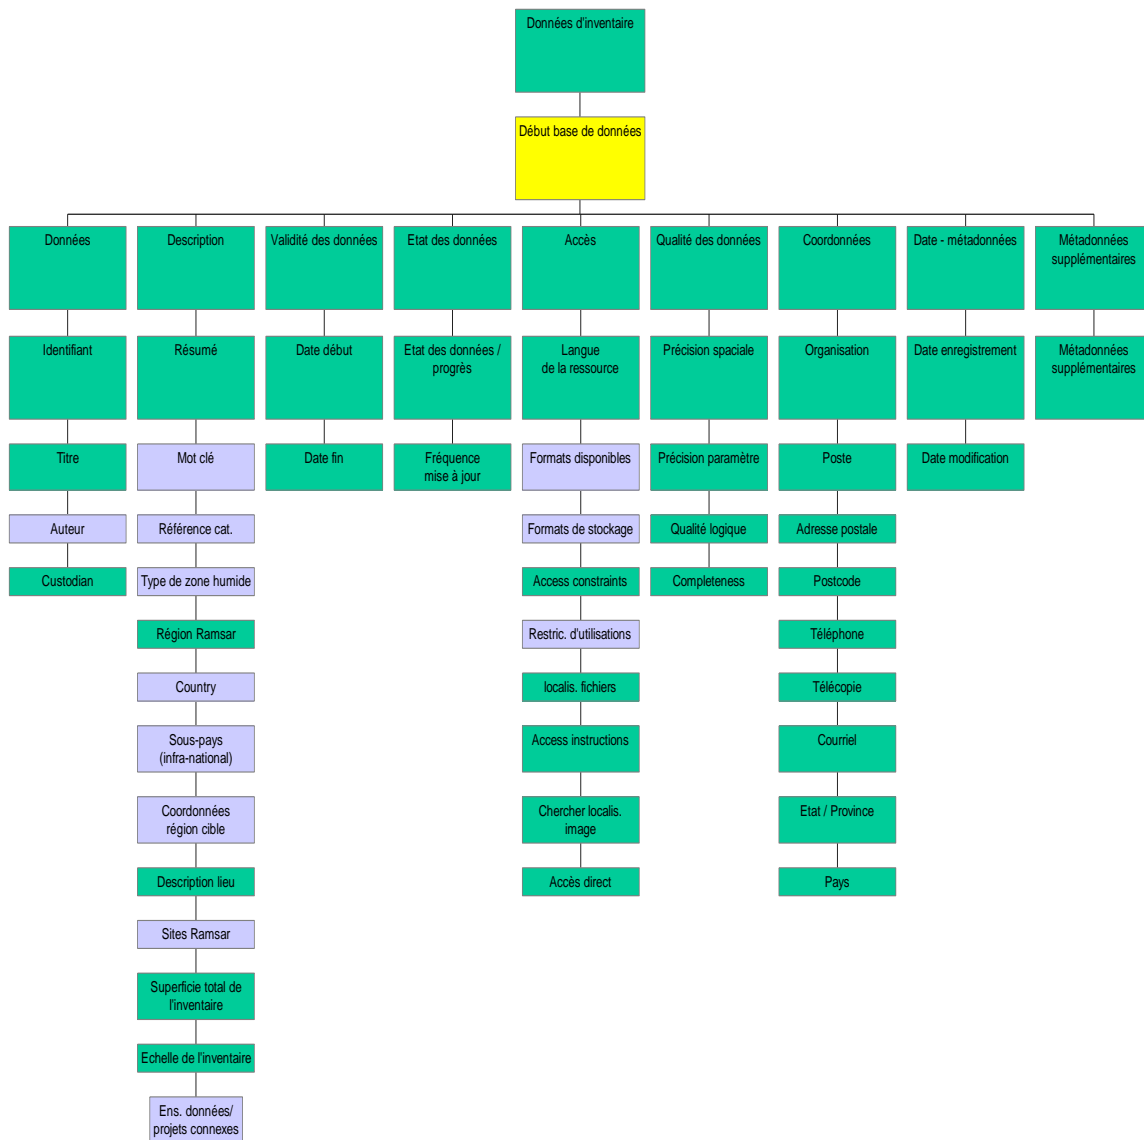 Données d'inventaire
Début base de données
Données
Description
Validité des données
Etat des données
Accès
Qualité des données
Coordonnées
Date - métadonnées
Métadonnées
supplémentaires
Identifiant
Résumé
Date début
Etat des données /
progrès
Langue
de la ressource
Précision spaciale
Organisation
Date enregistrement
Métadonnées
supplémentaires
Titre
Mot clé
Date fin
Fréquence
mise à jour
Formats disponibles
Précision paramètre
Poste
Date modification
Auteur
Référence cat.
Formats de stockage
Qualité logique
Adresse postale
Custodian
Type de zone humide
Access constraints
Completeness
Postcode
Région Ramsar
Restric. d'utilisations
Téléphone
Country
localis. fichiers
Télécopie
Sous-pays
(infra-national)
Access instructions
Courriel
Coordonnées
région cible
Chercher localis.
image
Etat / Province
Description lieu
Accès direct
Pays
Sites Ramsar
Superficie total de
l'inventaire
Echelle de l'inventaire
Ens. données/
projets connexes